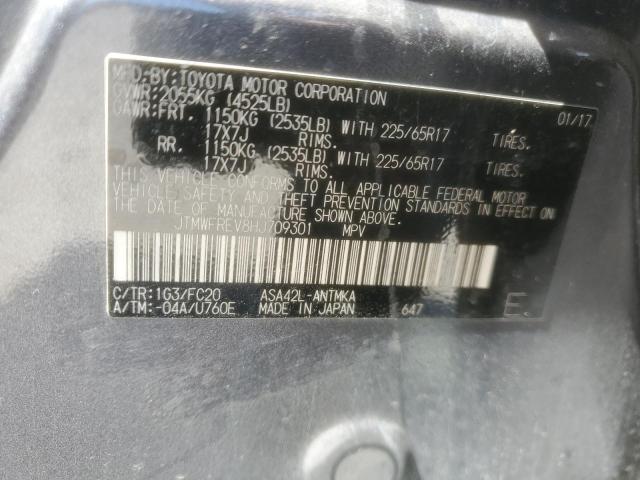 MFD.BY:TOYOTA MOTOR CORPORATION 01/17
GVWR:2055KG (4525LB)
GAWR:FRT. 1150KG (2535LB) WITH 225/65R17 TIRES.
17X7J RIMS.
RR. 1150KG (2535LB) WITH 225/65R17 TIRES.
17X7J RIMS.
THIS VEHICLE CONFORMS TO ALL APPLICABLE FEDERAL MOTOR
VEHICLE SAFETY AND THEFT PREVENTION STANDARDS IN EFFECT
ON THE DATE OF MANUFACTURE SHOWN ABOVE.
JTMWFREV8HJ709301 MPV
C/TR:1G3/FC20 ASA42L-ANTMKA
A/TM:-04A/U760E MADE IN JAPAN 647 E.